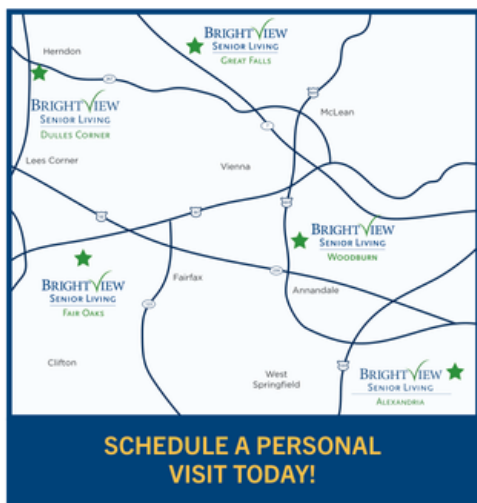 BRIGHTVIEW
SENIOR LIVING
GREAT FALLS
Herndon
BRIGHTVIEW
SENIOR LIVING
DULLES CORNER
McLean
Lees Corner
Vienna
BRIGHTVIEW
SENIOR LIVING
WOODBURN
Fairfax
BRIGHTVIEW
SENIOR LIVING
FAIR OAKS
Annandale
Clifton
West
Springfield
BRIGHTVIEW
SENIOR LIVING
ALEXANDRIA
SCHEDULE A PERSONAL
VISIT TODAY!